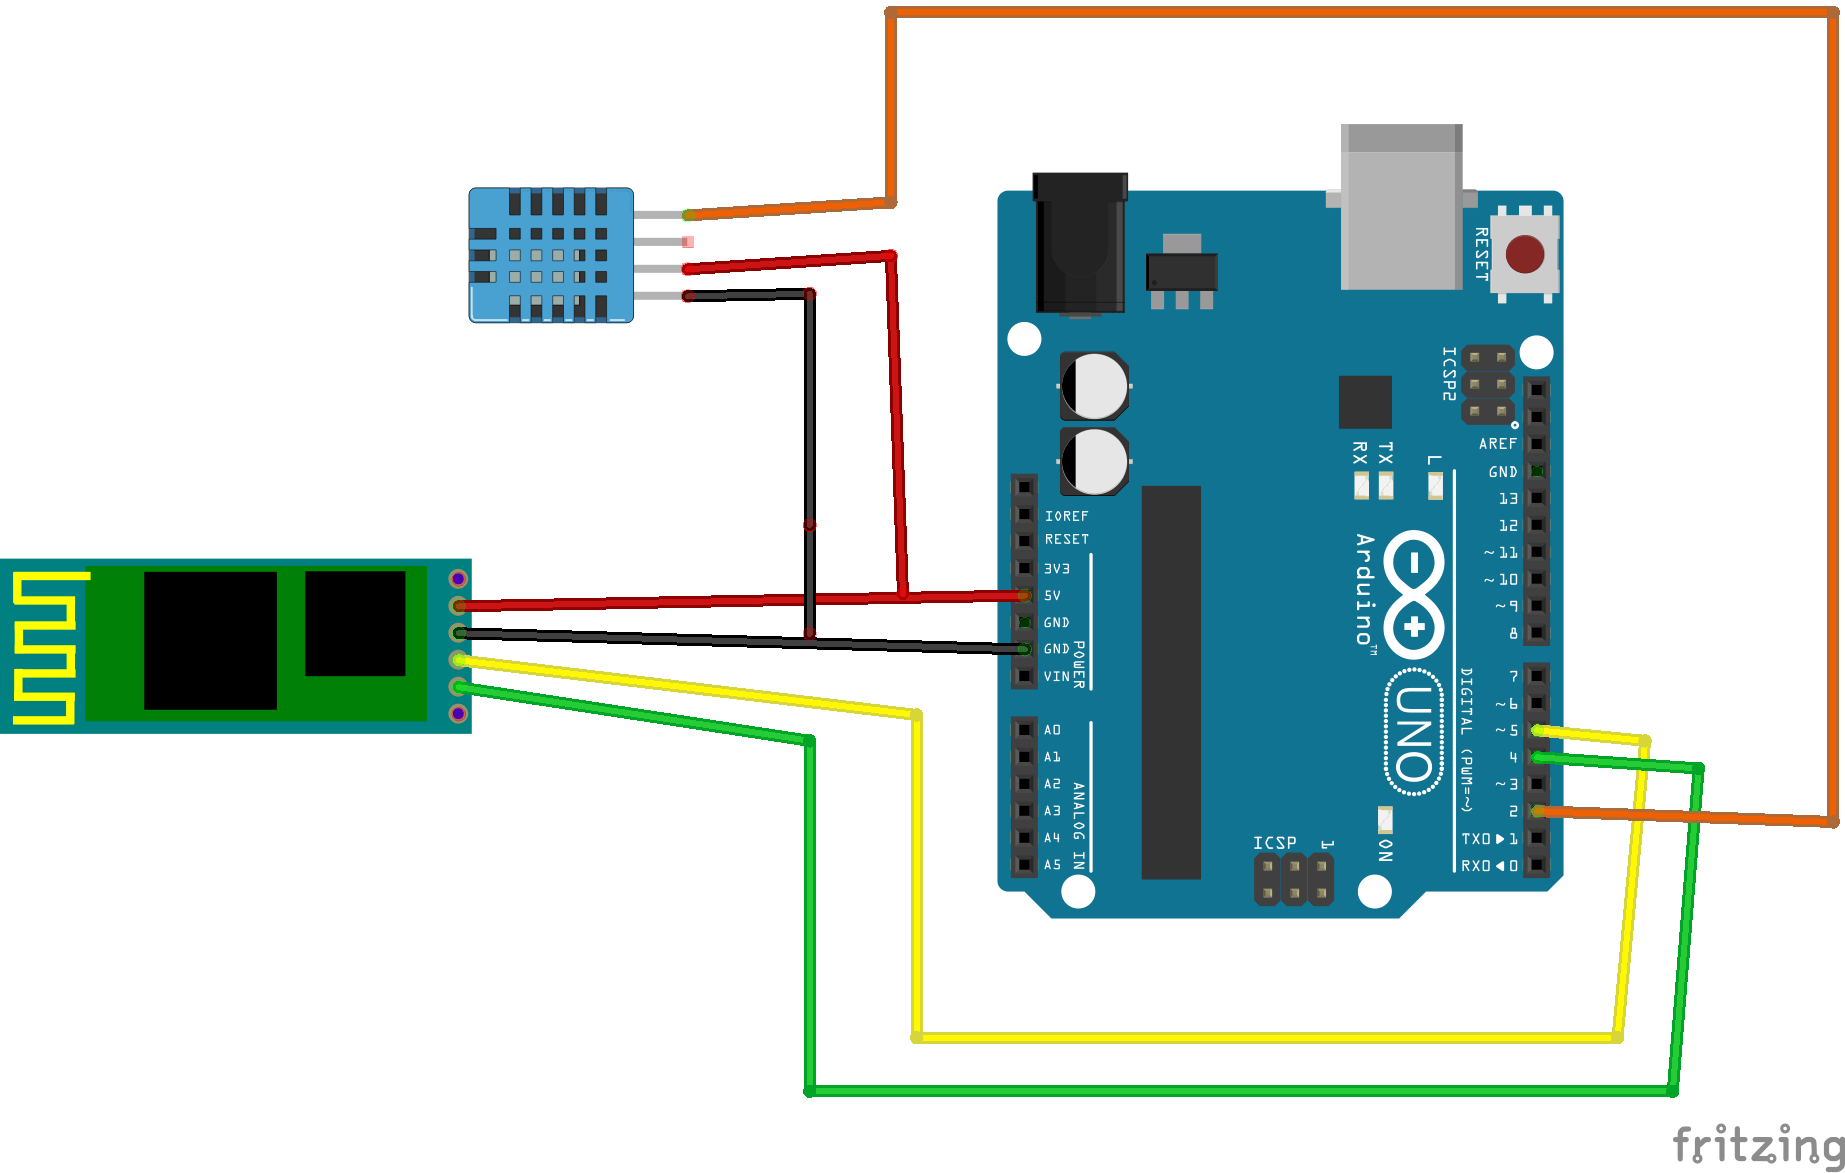 RESET
ICSP2
AREF
GND
13
12
~11
~10
~9
8
RX
TX
L
IOREF
RESET
3V3
5V
GND
GND
VIN
POWER
Arduino™
UNO
7
~6
~5
4
~3
2
TX0▶1
RX0◀0
DIGITAL (PWM=~)
A0
A1
A2
A3
A4
A5
ANALOG IN
ICSP
1
ON
fritzing